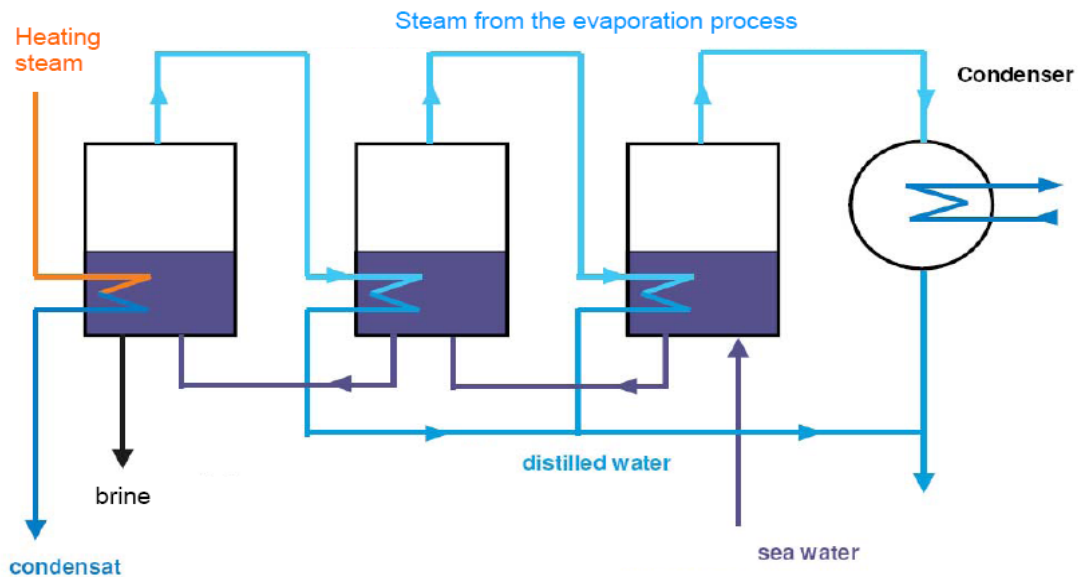 Steam from the evaporation process
Heating
steam
Condenser
distilled water
brine
sea water
condensat